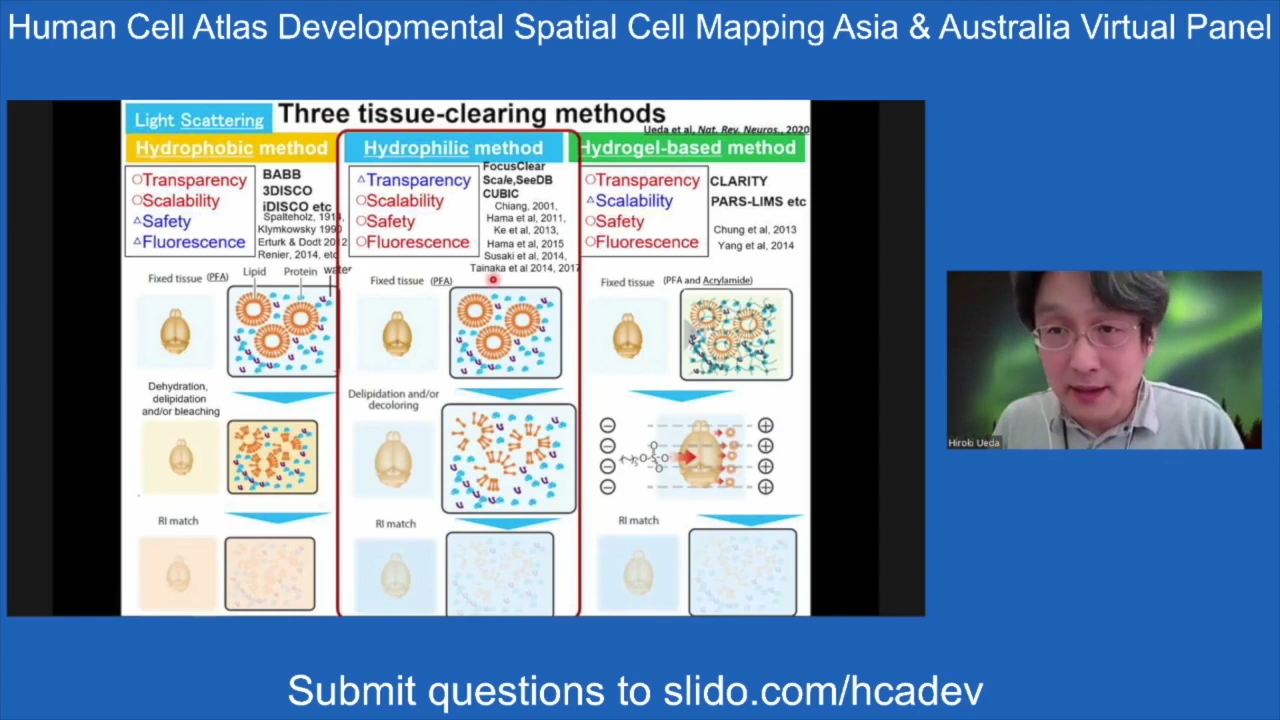 Human Cell Atlas Developmental Spatial Cell Mapping Asia & Australia Virtual Panel
Light Scattering
Three tissue-clearing methods
Ueda et al, Nat. Rev. Neuros., 2020
Hydrophobic method
○Transparency
○Scalability
△Safety
△Fluorescence
BABB
3DISCO
iDISCO etc
Spalteholz, 1914,
Klymkowsky 1990
Erturk & Dodt 2012
Renier, 2014, etc
Fixed tissue (PFA)
Lipid
Protein
water
Dehydration,
delipidation
and/or bleaching
RI match
Hydrophilic method
△Transparency
○Scalability
○Safety
○Fluorescence
FocusClear
Sca/e,SeeDB
CUBIC
Chiang, 2001,
Hama et al, 2011,
Ke et al, 2013,
Hama et al, 2015
Susaki et al, 2014,
Tainaka et al 2014, 2017
Fixed tissue (PFA)
Delipidation and/or
decoloring
RI match
Hydrogel-based method
○Transparency
△Scalability
○Safety
○Fluorescence
CLARITY
PARS-LIMS etc
Chung et al, 2013
Yang et al, 2014
Fixed tissue (PFA and Acrylamide)
RI match
Hiroki Ueda
Submit questions to slido.com/hcadev